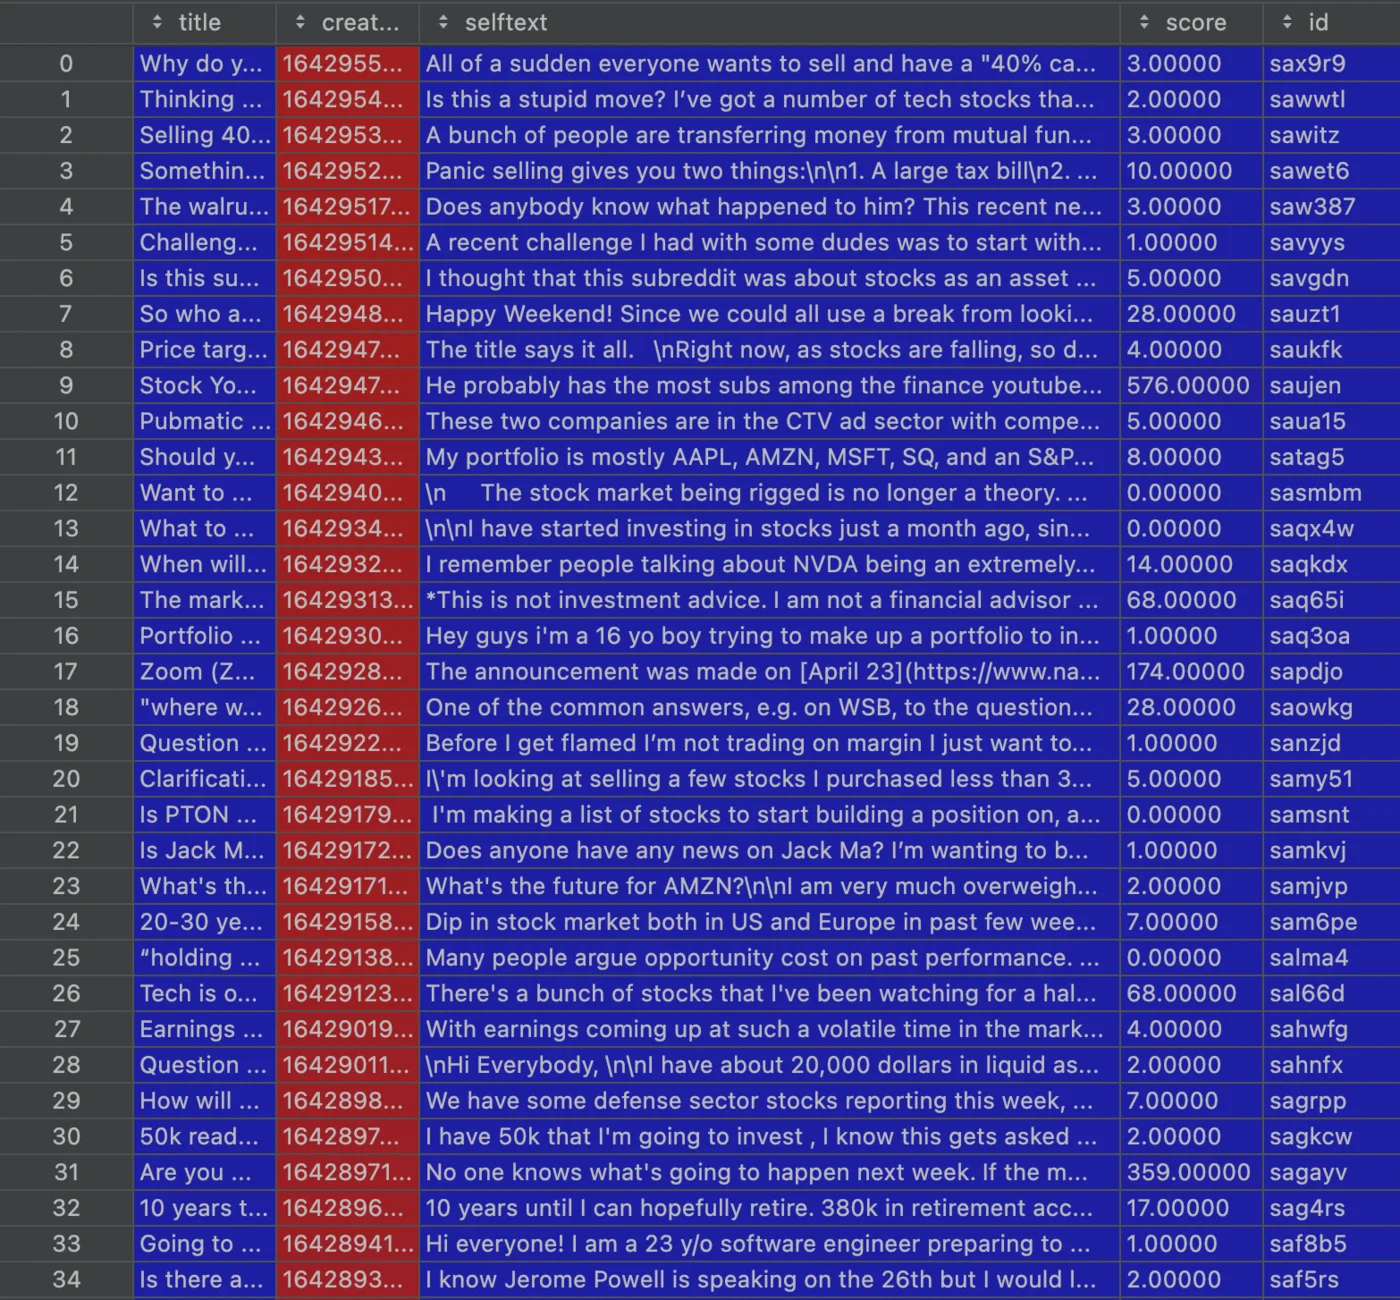 title creat... selftext score id
0 Why do y... 1642955... All of a sudden everyone wants to sell and have a "40% ca... 3.00000 sax9r9
1 Thinking ... 1642954... Is this a stupid move? I’ve got a number of tech stocks tha... 2.00000 sawwtl
2 Selling 40... 1642953... A bunch of people are transferring money from mutual fun... 3.00000 sawitz
3 Somethin... 1642952... Panic selling gives you two things:\n\n1. A large tax bill\n2. ... 10.00000 sawet6
4 The walru... 16429517... Does anybody know what happened to him? This recent ne... 3.00000 saw387
5 Challeng... 16429514... A recent challenge I had with some dudes was to start with... 1.00000 savyys
6 Is this su... 1642950... I thought that this subreddit was about stocks as an asset ... 5.00000 savgdn
7 So who a... 1642948... Happy Weekend! Since we could all use a break from looki... 28.00000 sauzt1
8 Price targ... 1642947... The title says it all.   \nRight now, as stocks are falling, so d... 4.00000 saukfk
9 Stock Yo... 1642947... He probably has the most subs among the finance youtube... 576.00000 saujen
10 Pubmatic ... 1642946... These two companies are in the CTV ad sector with compe... 5.00000 saua15
11 Should y... 1642943... My portfolio is mostly AAPL, AMZN, MSFT, SQ, and an S&P... 8.00000 satag5
12 Want to ... 1642940... \n     The stock market being rigged is no longer a theory. ... 0.00000 sasmbm
13 What to ... 1642934... \n\nI have started investing in stocks just a month ago, sin... 0.00000 saqx4w
14 When will... 1642932... I remember people talking about NVDA being an extremely... 14.00000 saqkdx
15 The mark... 16429313... *This is not investment advice. I am not a financial advisor ... 68.00000 saq65i
16 Portfolio ... 1642930... Hey guys i'm a 16 yo boy trying to make up a portfolio to in... 1.00000 saq3oa
17 Zoom (Z... 1642928... The announcement was made on [April 23](https://www.na... 174.00000 sapdjo
18 "where w... 1642926... One of the common answers, e.g. on WSB, to the question... 28.00000 saowkg
19 Question ... 1642922... Before I get flamed I’m not trading on margin I just want to... 1.00000 sanzjd
20 Clarificati... 16429185... I\'m looking at selling a few stocks I purchased less than 3... 5.00000 samy51
21 Is PTON ... 16429179... I'm making a list of stocks to start building a position on, a... 0.00000 samsnt
22 Is Jack M... 16429172... Does anyone have any news on Jack Ma? I’m wanting to b... 1.00000 samkvj
23 What's th... 16429171... What's the future for AMZN?\n\nI am very much overweigh... 2.00000 samjvp
24 20-30 ye... 16429158... Dip in stock market both in US and Europe in past few wee... 7.00000 sam6pe
25 “holding ... 16429138... Many people argue opportunity cost on past performance. ... 0.00000 salma4
26 Tech is o... 16429123... There's a bunch of stocks that I've been watching for a hal... 68.00000 sal66d
27 Earnings ... 16429019... With earnings coming up at such a volatile time in the mark... 4.00000 sahwfg
28 Question ... 16429011... \nHi Everybody, \n\nI have about 20,000 dollars in liquid as... 2.00000 sahnfx
29 How will ... 1642898... We have some defense sector stocks reporting this week, ... 7.00000 sagrpp
30 50k read... 1642897... I have 50k that I'm going to invest , I know this gets asked ... 2.00000 sagkcw
31 Are you ... 16428971... No one knows what's going to happen next week. If the m... 359.00000 sagayv
32 10 years t... 1642896... 10 years until I can hopefully retire. 380k in retirement acc... 17.00000 sag4rs
33 Going to ... 16428941... Hi everyone! I am a 23 y/o software engineer preparing to ... 1.00000 saf8b5
34 Is there a... 1642893... I know Jerome Powell is speaking on the 26th but I would l... 2.00000 saf5rs